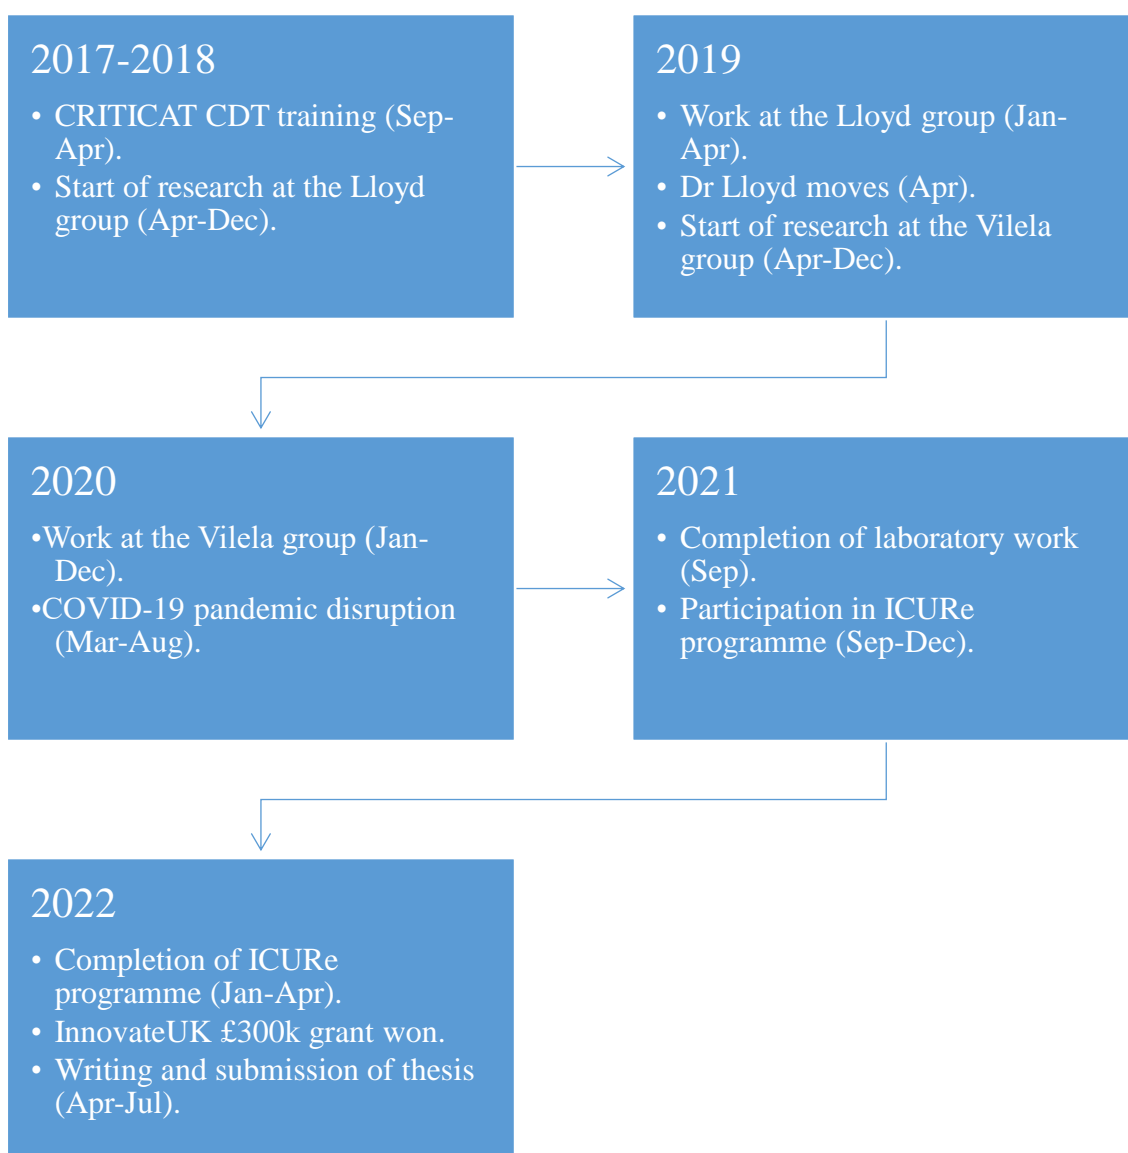 2017-2018
• CRITICAT CDT training (Sep-
Apr).
• Start of research at the Lloyd
group (Apr-Dec).
2019
• Work at the Lloyd group (Jan-
Apr).
• Dr Lloyd moves (Apr).
• Start of research at the Vilela
group (Apr-Dec).
2020
•Work at the Vilela group (Jan-
Dec).
•COVID-19 pandemic disruption
(Mar-Aug).
2021
• Completion of laboratory work
(Sep).
• Participation in ICURe
programme (Sep-Dec).
2022
• Completion of ICURe
programme (Jan-Apr).
• InnovateUK £300k grant won.
• Writing and submission of thesis
(Apr-Jul).